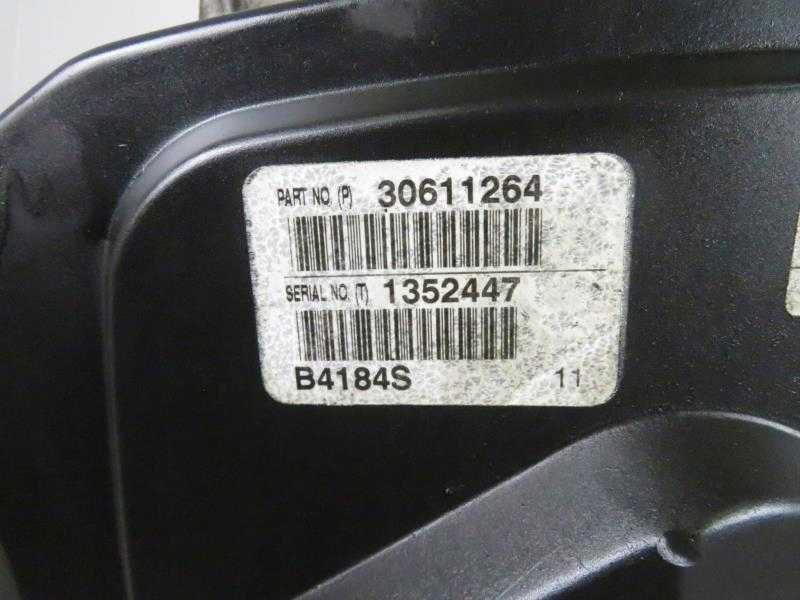 PART NO. (P) 30611264
SERIAL NO. (T) 1352447
B4184S 11